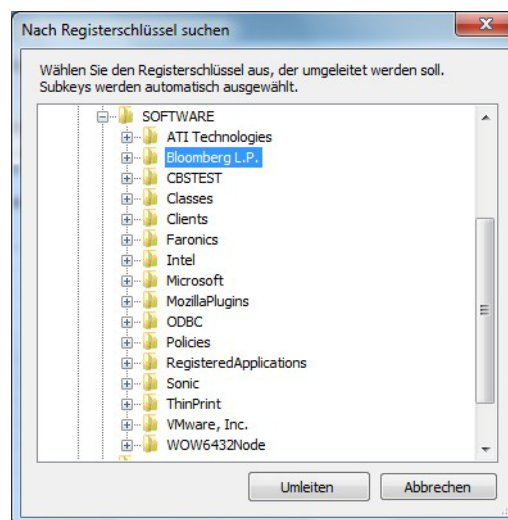 Nach Registerschlüssel suchen
Wählen Sie den Registerschlüssel aus, der umgeleitet werden soll.
Subkeys werden automatisch ausgewählt.
SOFTWARE
ATI Technologies
Bloomberg L.P.
CBSTEST
Classes
Clients
Faronics
Intel
Microsoft
MozillaPlugins
ODBC
Policies
RegisteredApplications
Sonic
ThinPrint
VMware, Inc.
WOW6432Node
Umleiten Abbrechen